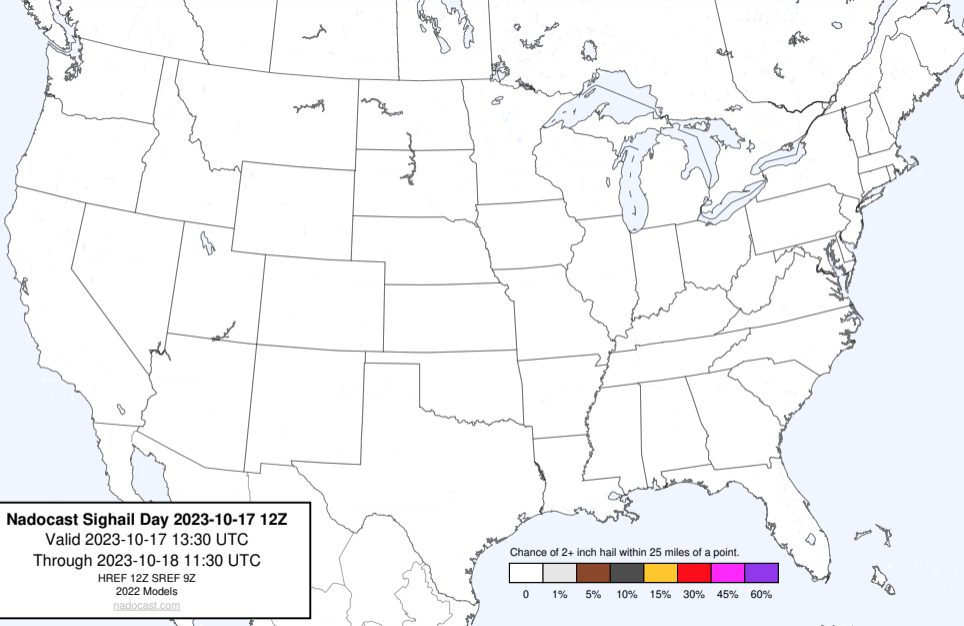 Nadocast Sighail Day 2023-10-17 12Z
Valid 2023-10-17 13:30 UTC
Through 2023-10-18 11:30 UTC
HREF 12Z SREF 9Z
2022 Models
nadocast.com
Chance of 2+ inch hail within 25 miles of a point.
0 1% 5% 10% 15% 30% 45% 60%